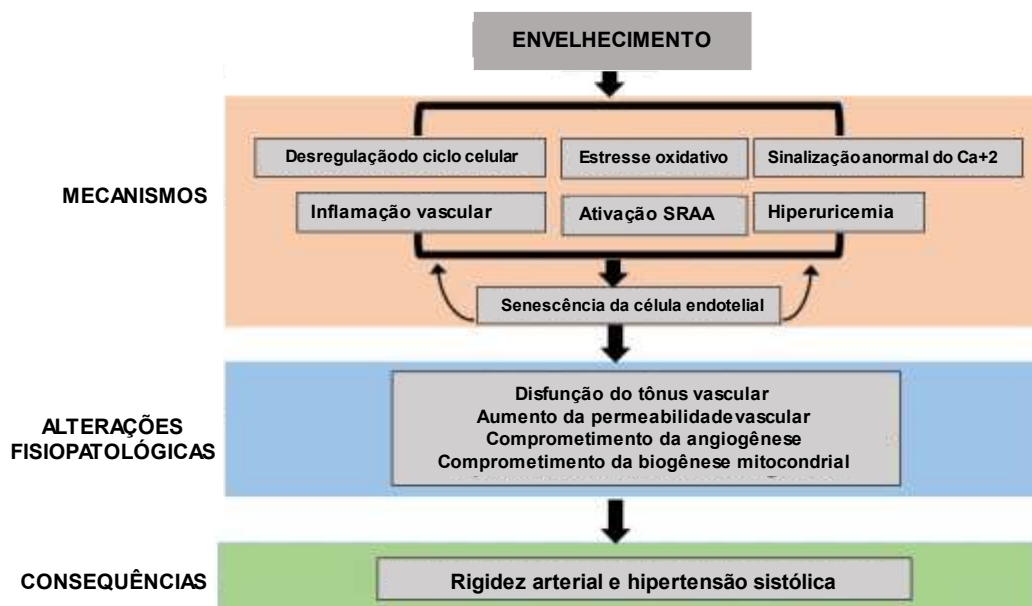 ENVELHECIMENTO
MECANISMOS
Desregulaçãodo ciclo celular
Estresse oxidativo
Sinalizaçãoanormal do Ca+2
Inflamação vascular
Ativação SRAA
Hiperuricemia
Senescência da célula endotelial
ALTERAÇÕES
FISIOPATOLÓGICAS
Disfunção do tônus vascular
Aumento da permeabilidadevascular
Comprometimento da angiogênese
Comprometimento da biogênese mitocondrial
CONSEQUÊNCIAS
Rigidez arterial e hipertensão sistólica